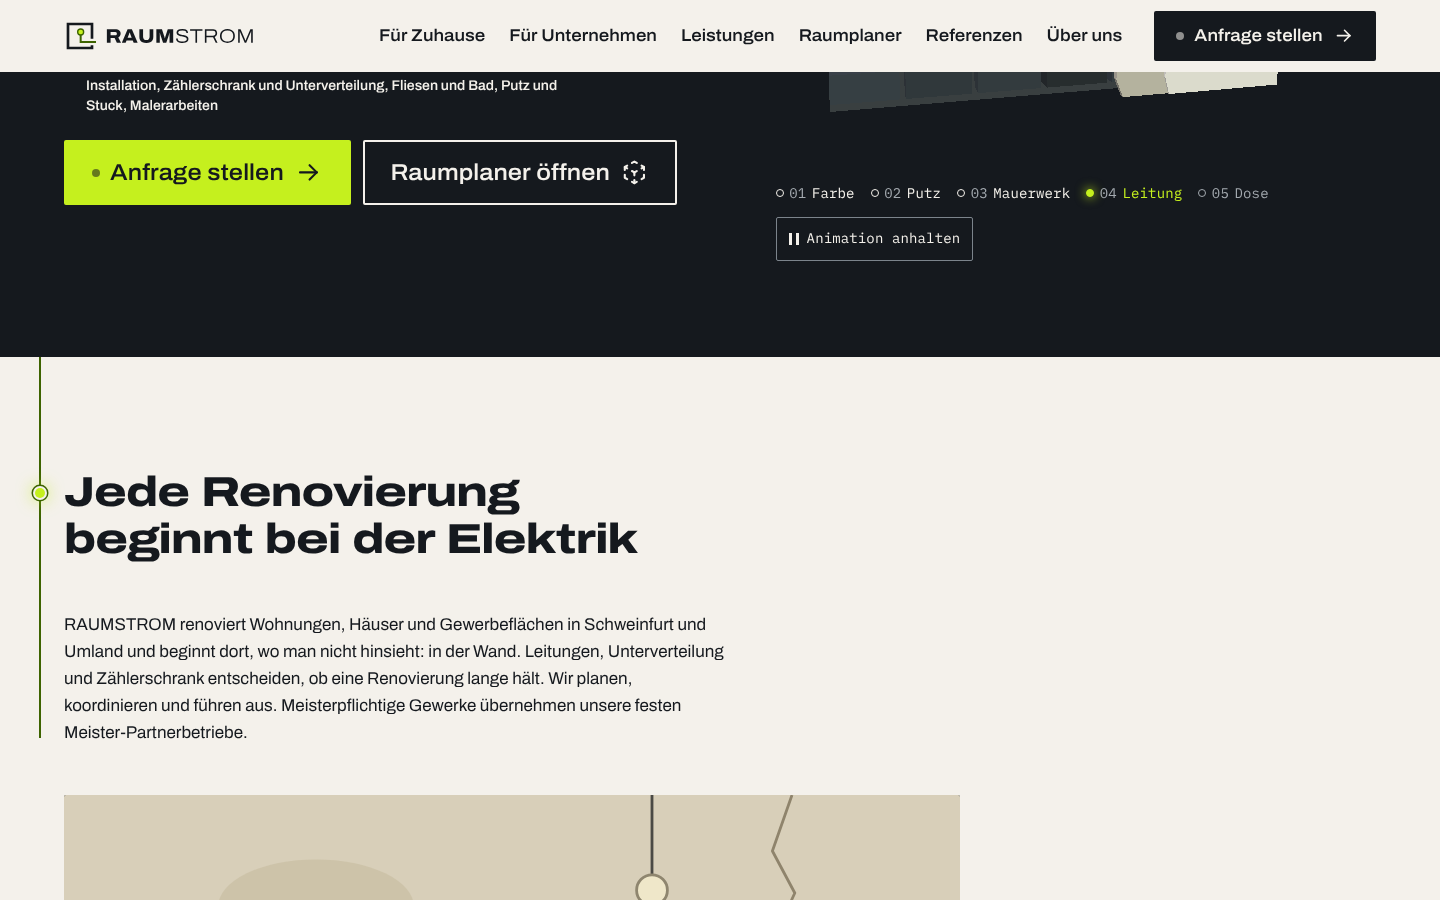 RAUMSTROM
Für Zuhause
Für Unternehmen
Leistungen
Raumplaner
Referenzen
Über uns
Anfrage stellen
Installation, Zählerschrank und Unterverteilung, Fliesen und Bad, Putz und
Stuck, Malerarbeiten
Anfrage stellen
Raumplaner öffnen
01 Farbe
02 Putz
03 Mauerwerk
04 Leitung
05 Dose
Animation anhalten
Jede Renovierung
beginnt bei der Elektrik
RAUMSTROM renoviert Wohnungen, Häuser und Gewerbeflächen in Schweinfurt und
Umland und beginnt dort, wo man nicht hinsieht: in der Wand. Leitungen, Unterverteilung
und Zählerschrank entscheiden, ob eine Renovierung lange hält. Wir planen,
koordinieren und führen aus. Meisterpflichtige Gewerke übernehmen unsere festen
Meister-Partnerbetriebe.